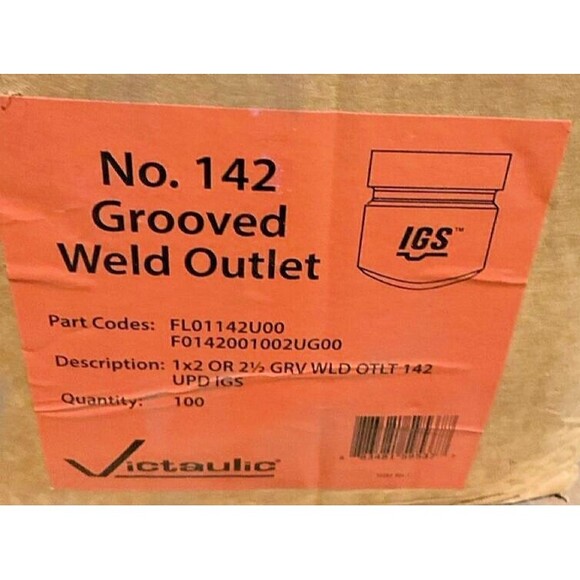 No. 142
Grooved
Weld Outlet
IGS™
Part Codes: FL01142U00
F0142001002UG00
Description: 1x2 OR 2½ GRV WLD OTLT 142
UPD IGS
Quantity: 100
Victaulic®